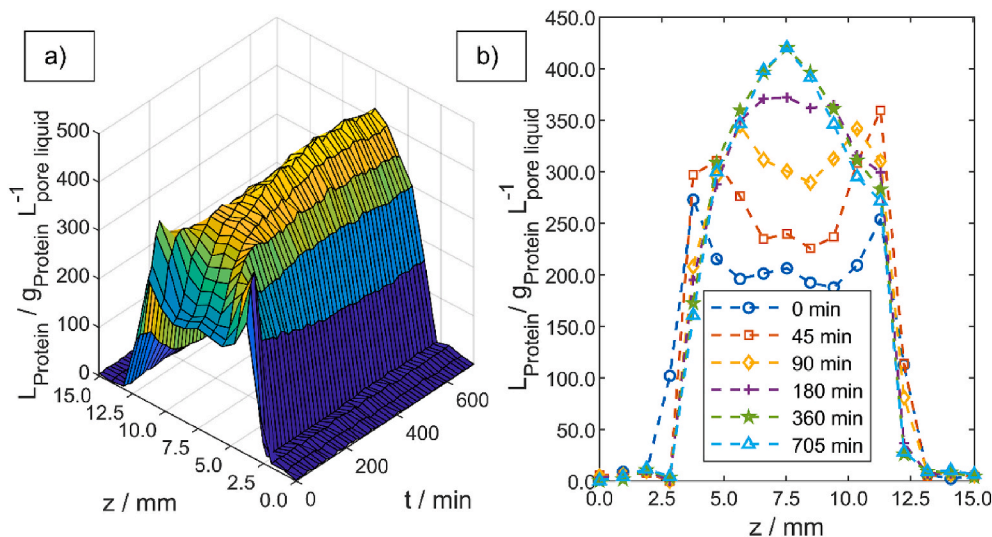 a)
L_Protein / g_Protein L_pore liquid^-1
500
400
300
200
100
0
15.0
12.5
10.0
7.5
5.0
2.5
0.0
z / mm
0
200
400
600
t / min
b)
L_Protein / g_Protein L_pore liquid^-1
450.0
400.0
350.0
300.0
250.0
200.0
150.0
100.0
50.0
0.0
0 min
45 min
90 min
180 min
360 min
705 min
0.0 2.5 5.0 7.5 10.0 12.5 15.0
z / mm